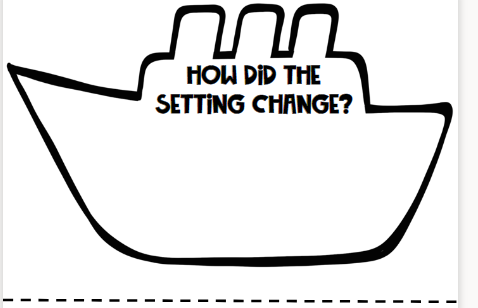 HOW DiD THE
SETTiNG CHANGE?